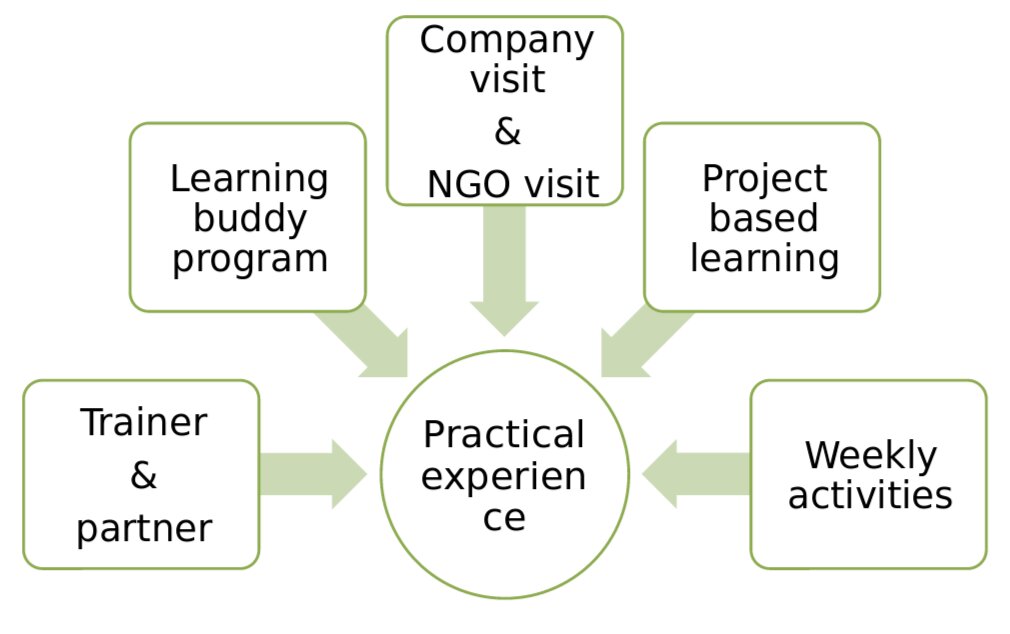 Company
visit
&
NGO visit
Learning
buddy
program
Project
based
learning
Trainer
&
partner
Practical
experien
ce
Weekly
activities